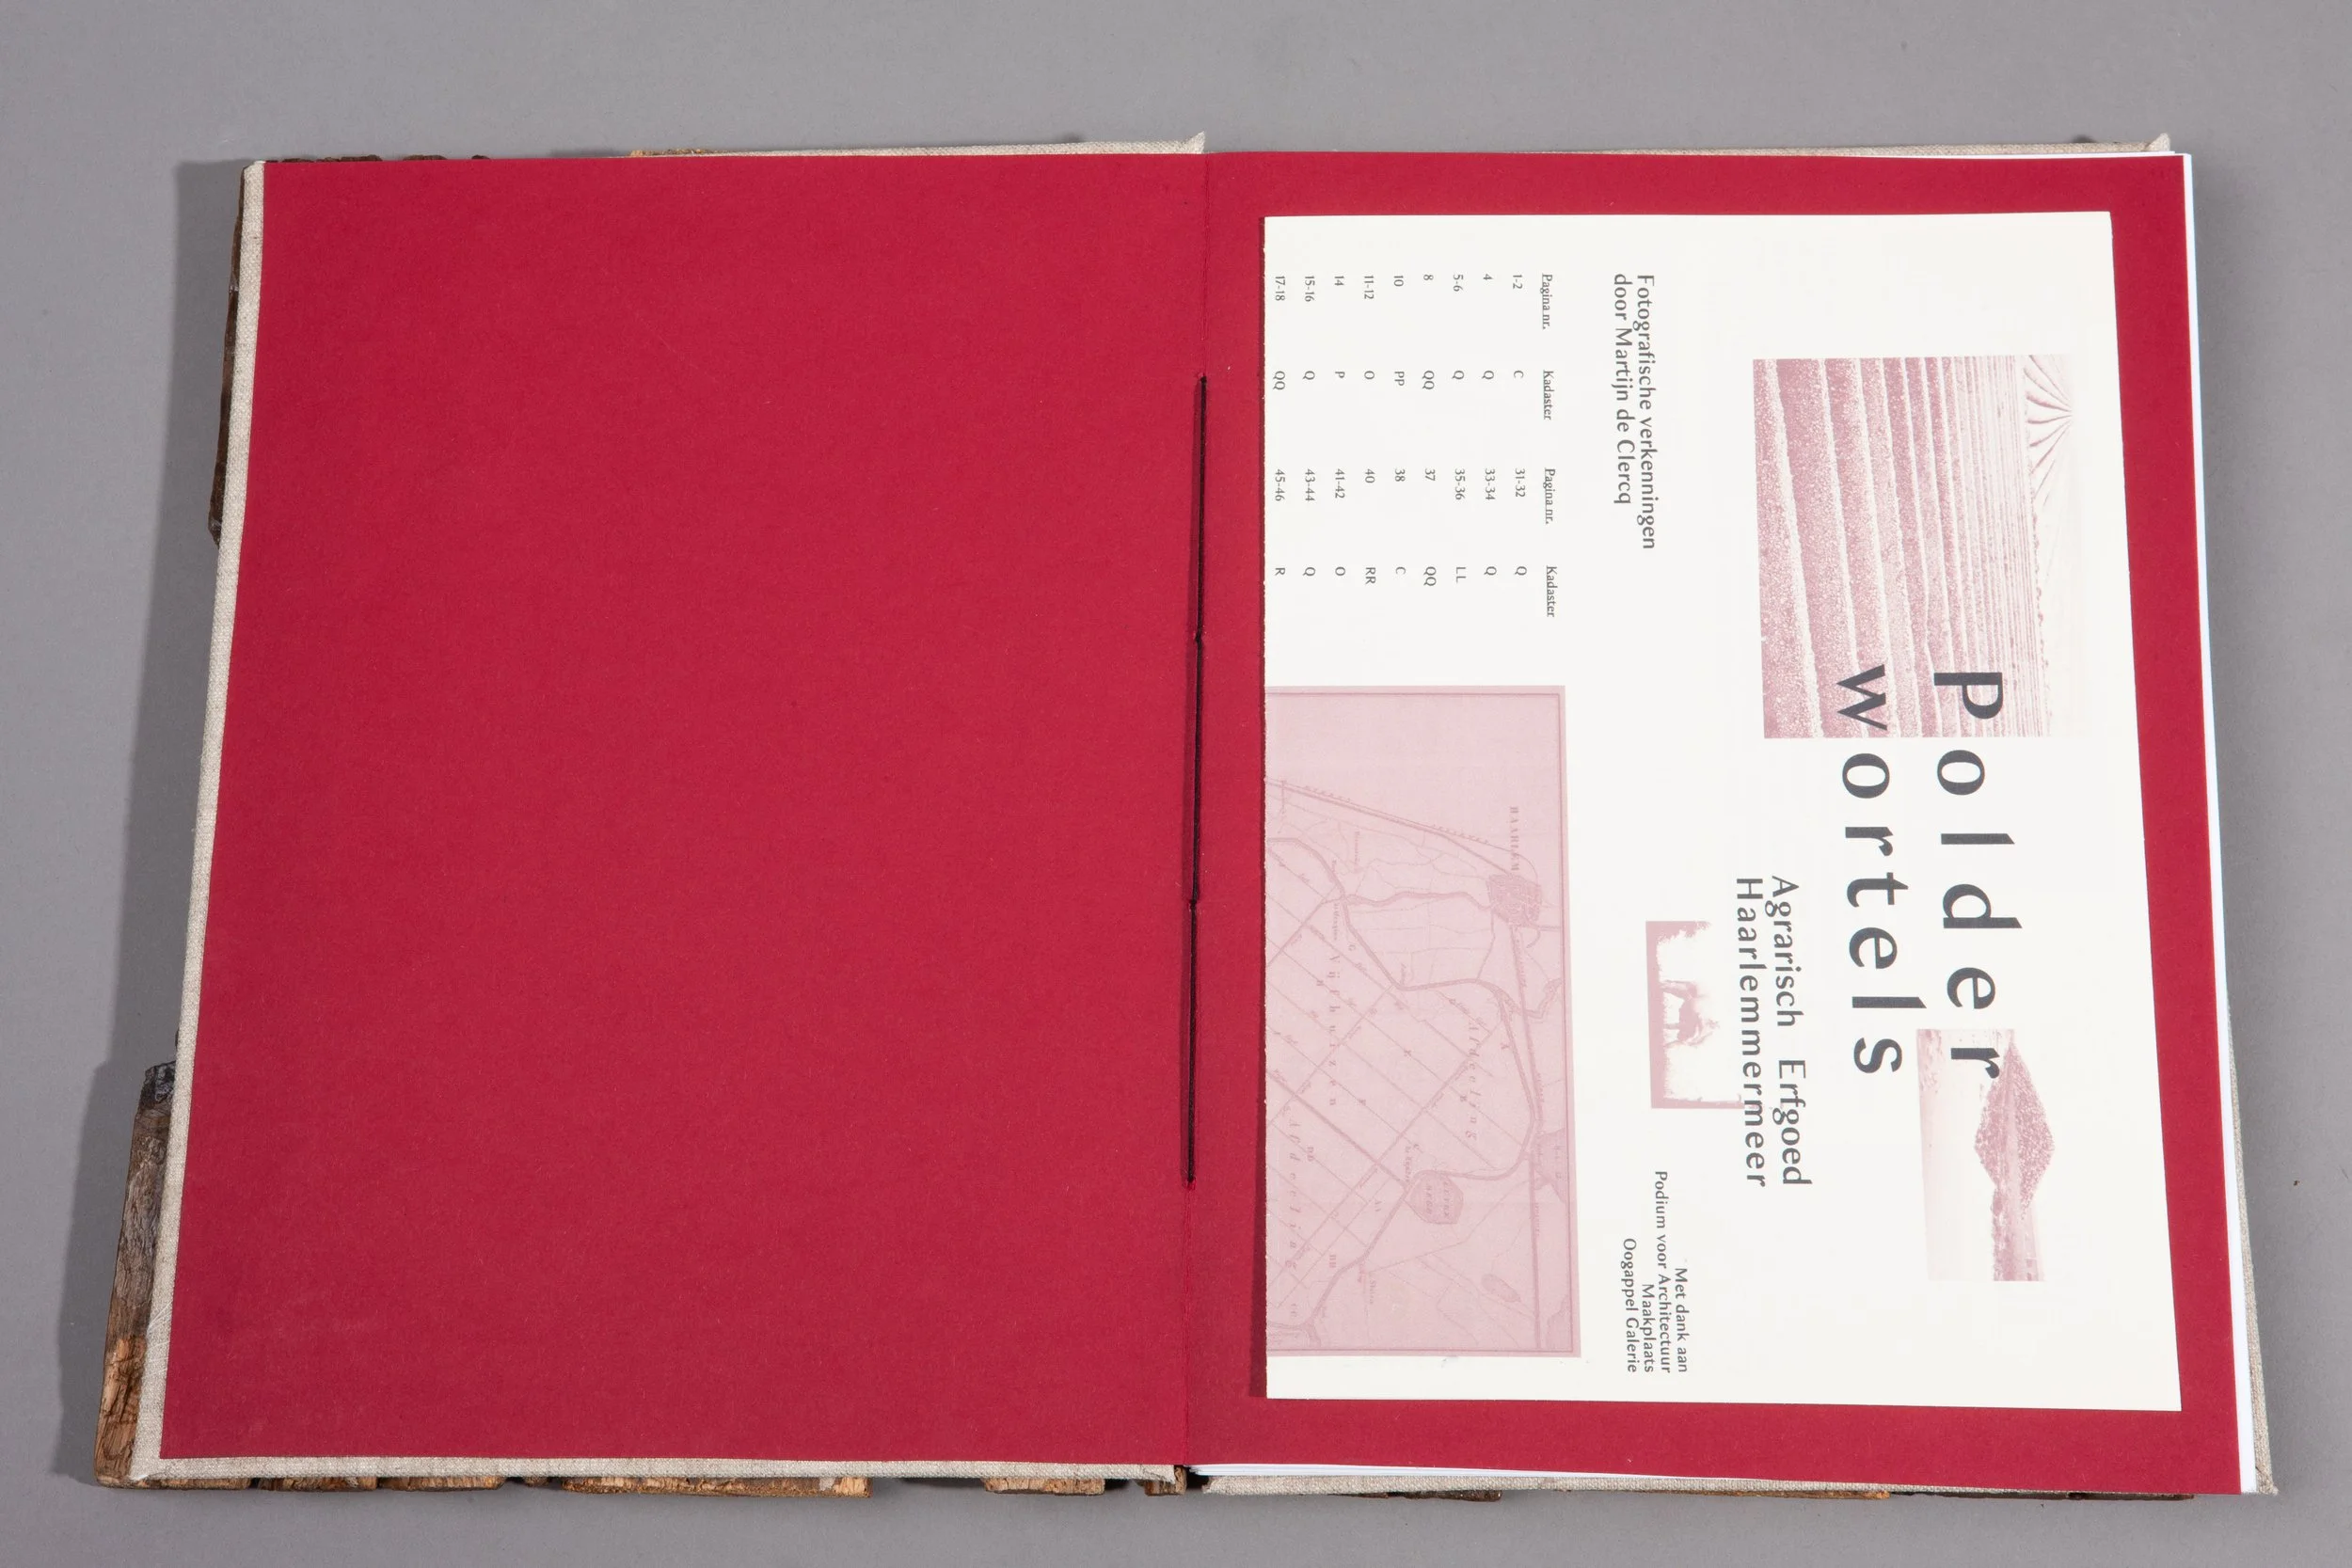 Polder
wortels
Agrarisch Erfgoed
Haarlemmermeer
Fotografische verkenningen
door Martijn de Clercq
Met dank aan
Podium voor Architectuur
Maakplaats
Oogappel Galerie
Pagina nr. Kadaster Pagina nr. Kadaster
1-2 C 31-32 Q
4 Q 33-34 Q
5-6 Q 35-36 LL
8 QQ 37 QQ
10 PP 38 C
11-12 O 40 RR
14 P 41-42 O
15-16 Q 43-44 Q
17-18 QQ 45-46 R
HAARLEM
Afdeeling
Vijfhuizen
Afdeeling